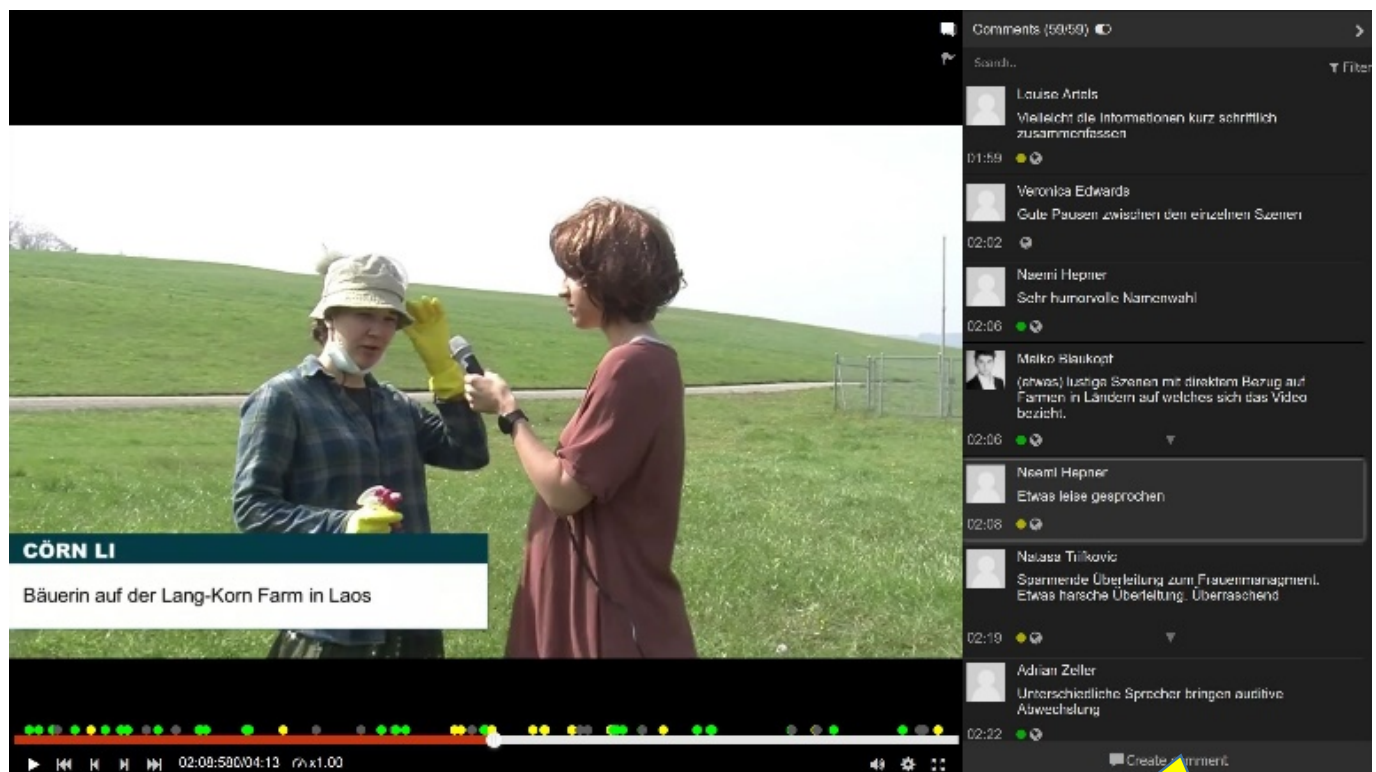 Comments (59/59)
Search..
Filter
Louise Artels
Vielleicht die Informationen kurz schriftlich
zusammenfassen
01:59
Veronica Edwards
Gute Pausen zwischen den einzelnen Szenen
02:02
Naemi Hepner
Sehr humorvolle Namenwahl
02:06
Maiko Blaukopf
(etwas) lustige Szenen mit direktem Bezug auf
Farmen in Ländern auf welches sich das Video
bezieht.
02:06
Naemi Hepner
Etwas leise gesprochen
02:08
Natasa Trifkovic
Spannende Überleitung zum Frauenmanagment.
Etwas harsche Überleitung. Überraschend
02:19
Adrian Zeller
Unterschiedliche Sprecher bringen auditive
Abwechslung
02:22
Create comment
CÖRN LI
Bäuerin auf der Lang-Korn Farm in Laos
02:08:580/04:13 x1.00